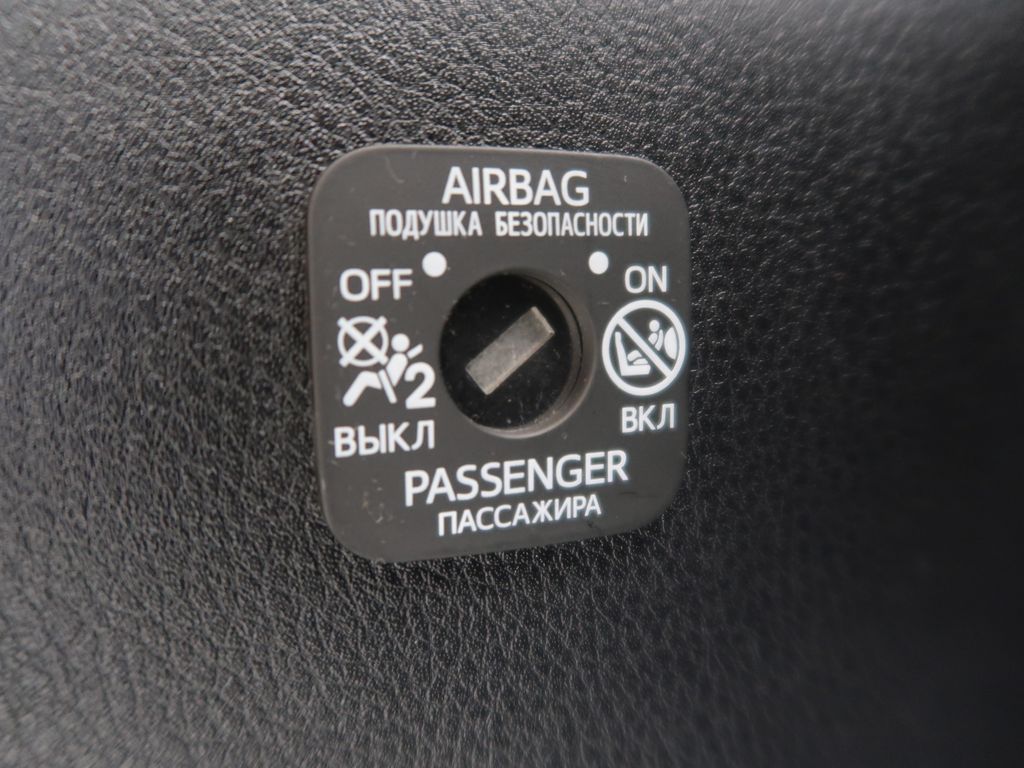 AIRBAG
ПОДУШКА БЕЗОПАСНОСТИ
OFF
ON
2
ВЫКЛ
ВКЛ
PASSENGER
ПАССАЖИРА